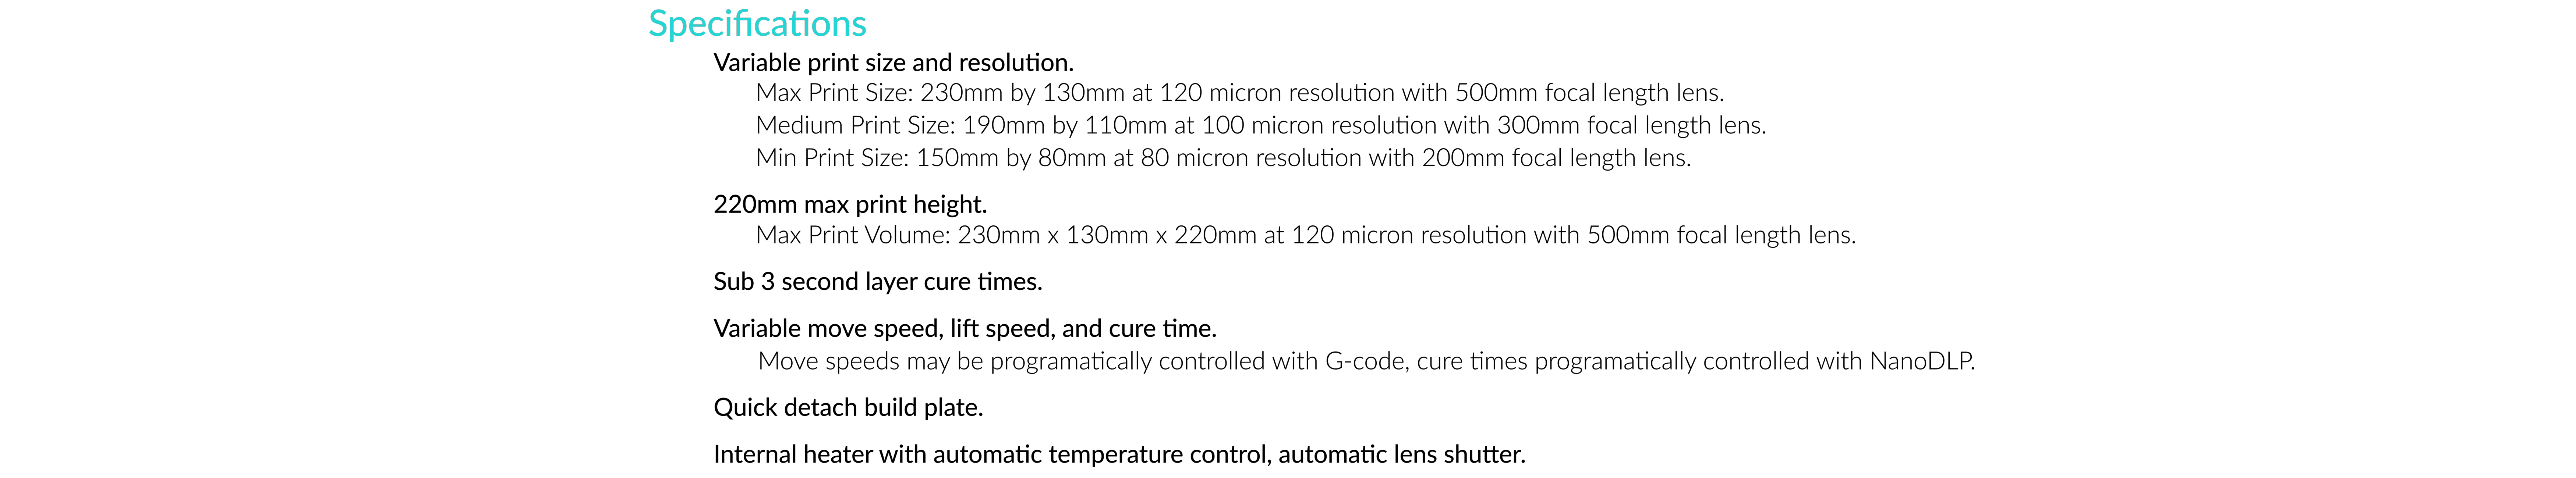 Specifications
Variable print size and resolution.
Max Print Size: 230mm by 130mm at 120 micron resolution with 500mm focal length lens.
Medium Print Size: 190mm by 110mm at 100 micron resolution with 300mm focal length lens.
Min Print Size: 150mm by 80mm at 80 micron resolution with 200mm focal length lens.
220mm max print height.
Max Print Volume: 230mm x 130mm x 220mm at 120 micron resolution with 500mm focal length lens.
Sub 3 second layer cure times.
Variable move speed, lift speed, and cure time.
Move speeds may be programatically controlled with G-code, cure times programatically controlled with NanoDLP.
Quick detach build plate.
Internal heater with automatic temperature control, automatic lens shutter.